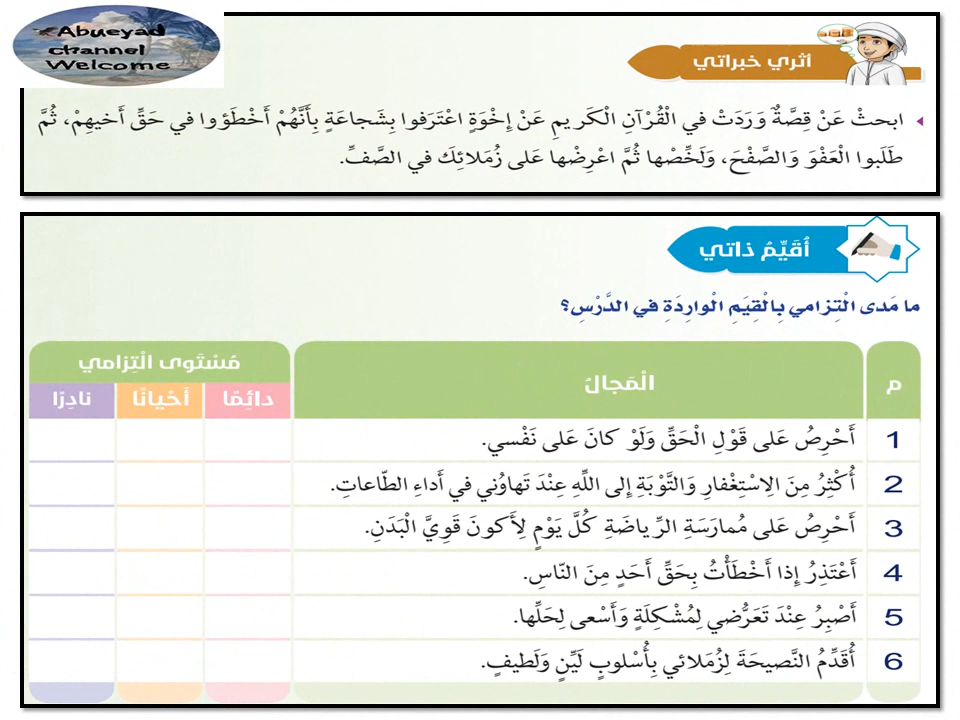 Abueyad
channel
Welcome
أثري خبراتي
ابحثْ عَنْ قِصَّةٌ وَرَدَتْ في الْقُرْآنِ الْكَريمِ عَنْ إِخْوَةٍ اعْتَرَفوا بِشَجاعَةٍ بِأَنَّهُمْ أَخْطَؤوا في حَقِّ أَخيهِمْ، ثُمَّ
طَلَبوا الْعَفْوَ وَالصَّفْحَ، وَلَخِّصْها ثُمَّ اعْرِضْها عَلى زُمَلائِكَ في الصَّفِّ.
أُقَيِّمُ ذاتي
ما مَدى الْتِزامي بِالْقِيَمِ الْوارِدَةِ في الدَّرْسِ؟
م الْمَجالُ مُسْتَوى الْتِزامي
دائِمًا أَحْيانًا نادِرًا
1 أَحْرِصُ عَلى قَوْلِ الْحَقِّ وَلَوْ كانَ عَلى نَفْسي.
2 أُكْثِرُ مِنَ الِاسْتِغْفارِ وَالتَّوْبَةِ إِلى اللَّهِ عِنْدَ تَهاوُني في أَداءِ الطّاعاتِ.
3 أَحْرِصُ عَلى مُمارَسَةِ الرِّياضَةِ كُلَّ يَوْمٍ لِأَكونَ قَوِيَّ الْبَدَنِ.
4 أَعْتَذِرُ إِذا أَخْطَأْتُ بِحَقِّ أَحَدٍ مِنَ النّاسِ.
5 أَصْبِرُ عِنْدَ تَعَرُّضي لِمُشْكِلَةٍ وَأَسْعى لِحَلِّها.
6 أُقَدِّمُ النَّصيحَةَ لِزُمَلائي بِأُسْلوبٍ لَيِّنٍ وَلَطيفٍ.